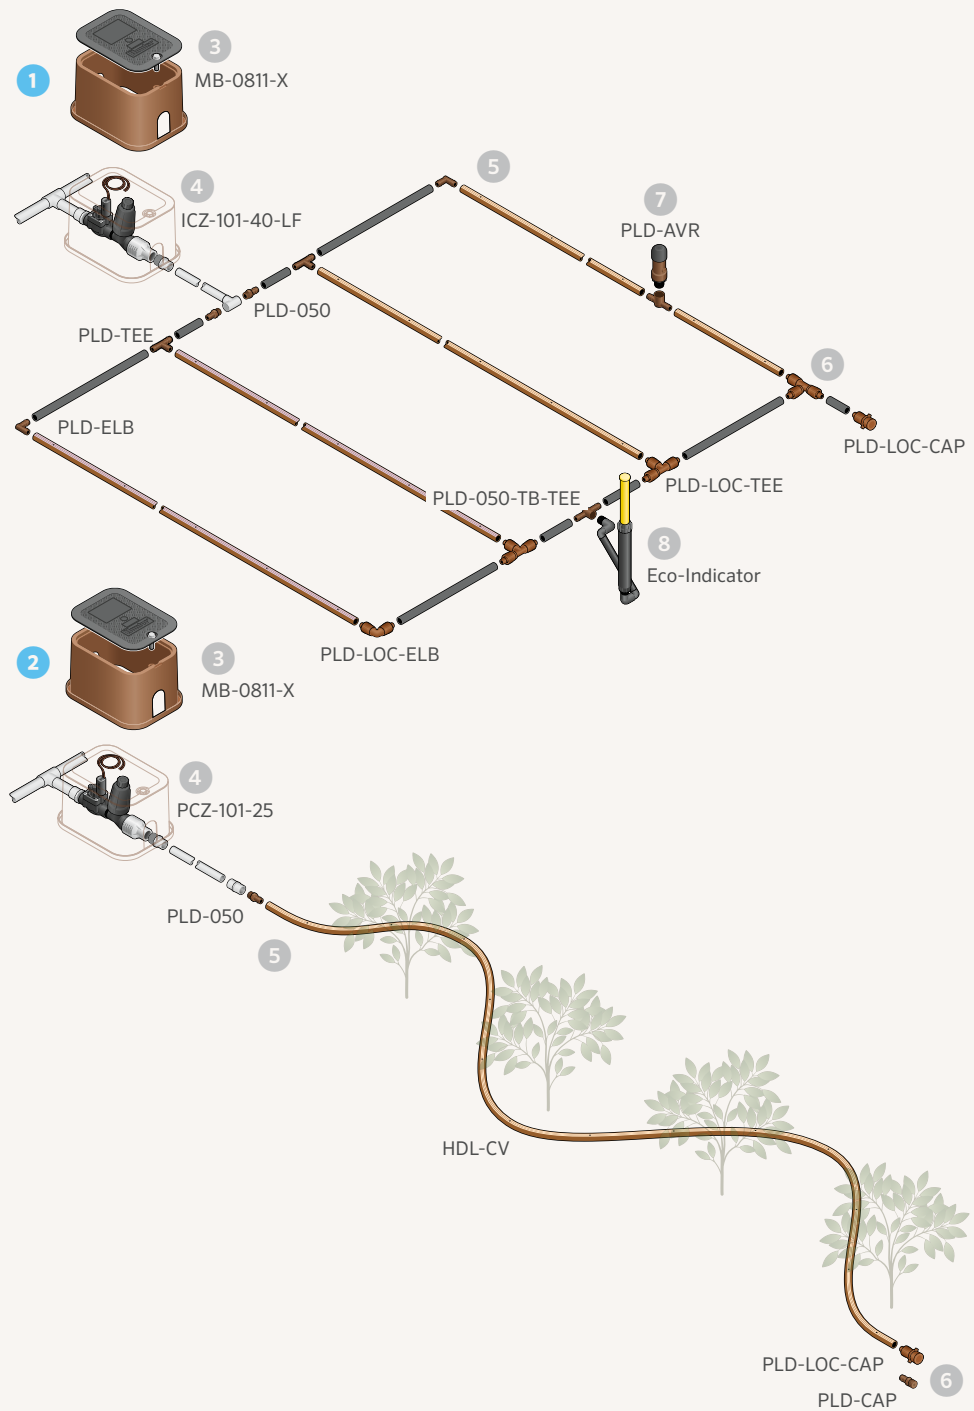 1
3
MB-0811-X
4
ICZ-101-40-LF
5
7
PLD-AVR
PLD-050
PLD-TEE
6
PLD-ELB
PLD-LOC-CAP
PLD-LOC-TEE
PLD-050-TB-TEE
8
Eco-Indicator
PLD-LOC-ELB
2
3
MB-0811-X
4
PCZ-101-25
PLD-050
5
HDL-CV
PLD-LOC-CAP
6
PLD-CAP